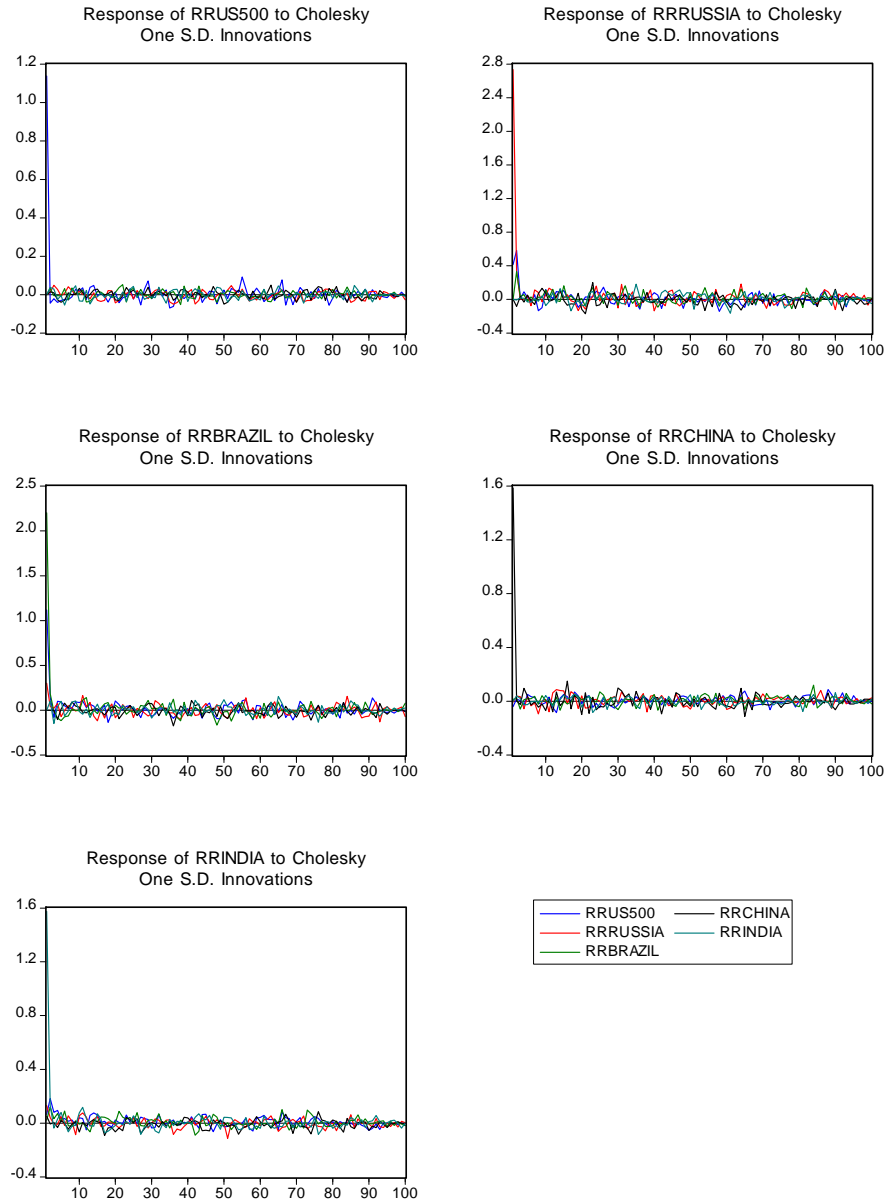 Response of RRUS500 to Cholesky
One S.D. Innovations
1.2
1.0
0.8
0.6
0.4
0.2
0.0
-0.2
10 20 30 40 50 60 70 80 90 100
Response of RRRUSSIA to Cholesky
One S.D. Innovations
2.8
2.4
2.0
1.6
1.2
0.8
0.4
0.0
-0.4
10 20 30 40 50 60 70 80 90 100
Response of RRBRAZIL to Cholesky
One S.D. Innovations
2.5
2.0
1.5
1.0
0.5
0.0
-0.5
10 20 30 40 50 60 70 80 90 100
Response of RRCHINA to Cholesky
One S.D. Innovations
1.6
1.2
0.8
0.4
0.0
-0.4
10 20 30 40 50 60 70 80 90 100
Response of RRINDIA to Cholesky
One S.D. Innovations
1.6
1.2
0.8
0.4
0.0
-0.4
10 20 30 40 50 60 70 80 90 100
RRUS500 RRCHINA
RRRUSSIA RRINDIA
RRBRAZIL